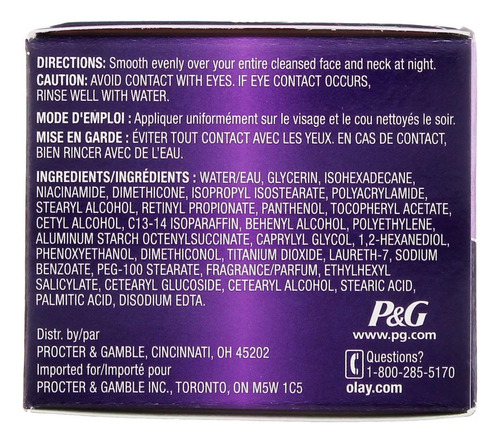 DIRECTIONS: Smooth evenly over your entire cleansed face and neck at night.
CAUTION: AVOID CONTACT WITH EYES. IF EYE CONTACT OCCURS,
RINSE WELL WITH WATER.
MODE D'EMPLOI : Appliquer uniformément sur le visage et le cou nettoyés le soir.
MISE EN GARDE : ÉVITER TOUT CONTACT AVEC LES YEUX. EN CAS DE CONTACT,
BIEN RINCER AVEC DE L'EAU.
INGREDIENTS/INGRÉDIENTS : WATER/EAU, GLYCERIN, ISOHEXADECANE,
NIACINAMIDE, DIMETHICONE, ISOPROPYL ISOSTEARATE, POLYACRYLAMIDE,
STEARYL ALCOHOL, RETINYL PROPIONATE, PANTHENOL, TOCOPHERYL ACETATE,
CETYL ALCOHOL, C13-14 ISOPARAFFIN, BEHENYL ALCOHOL, POLYETHYLENE,
ALUMINUM STARCH OCTENYLSUCCINATE, CAPRYLYL GLYCOL, 1,2-HEXANEDIOL,
PHENOXYETHANOL, DIMETHICONOL, TITANIUM DIOXIDE, LAURETH-7, SODIUM
BENZOATE, PEG-100 STEARATE, FRAGRANCE/PARFUM, ETHYLHEXYL
SALICYLATE, CETEARYL GLUCOSIDE, CETEARYL ALCOHOL, STEARIC ACID,
PALMITIC ACID, DISODIUM EDTA.
P&G
www.pg.com
Distr. by/par
PROCTER & GAMBLE, CINCINNATI, OH 45202
Imported for/Importé pour
PROCTER & GAMBLE INC., TORONTO, ON M5W 1C5
Questions?
1-800-285-5170
olay.com